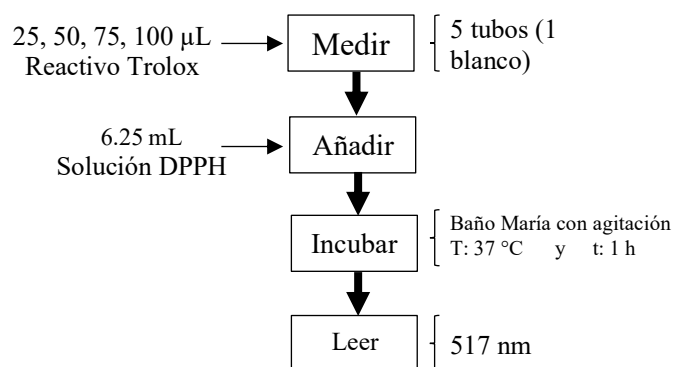 25, 50, 75, 100 µL
Reactivo Trolox
Medir
5 tubos (1
blanco)
6.25 mL
Solución DPPH
Añadir
Incubar
Baño María con agitación
T: 37 °C y t: 1 h
Leer
517 nm